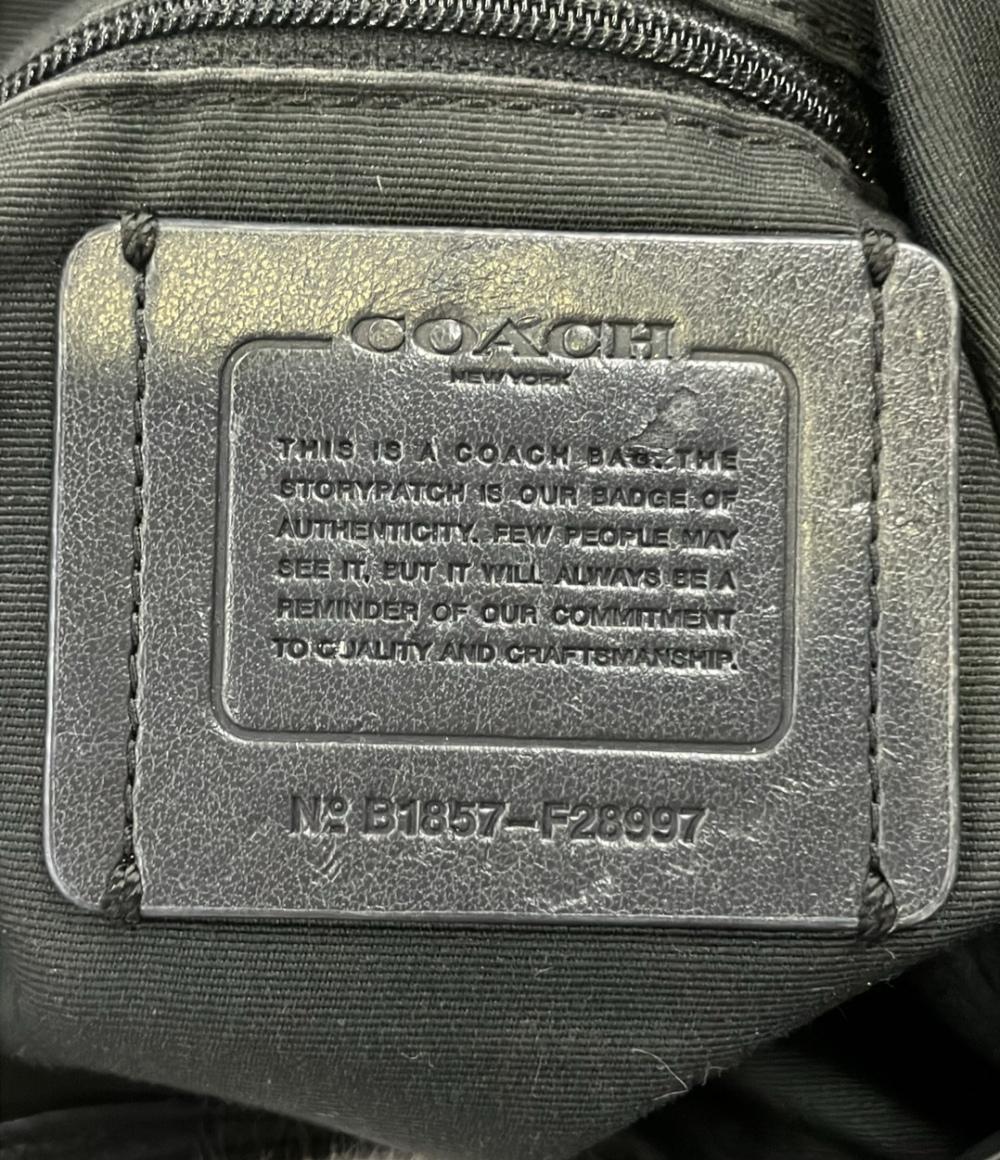 COACH
NEW YORK
THIS IS A COACH BAG. THE
STORYPATCH IS OUR BADGE OF
AUTHENTICITY. FEW PEOPLE MAY
SEE IT, BUT IT WILL ALWAYS BE A
REMINDER OF OUR COMMITMENT
TO QUALITY AND CRAFTSMANSHIP.
Nº B1857-F28997